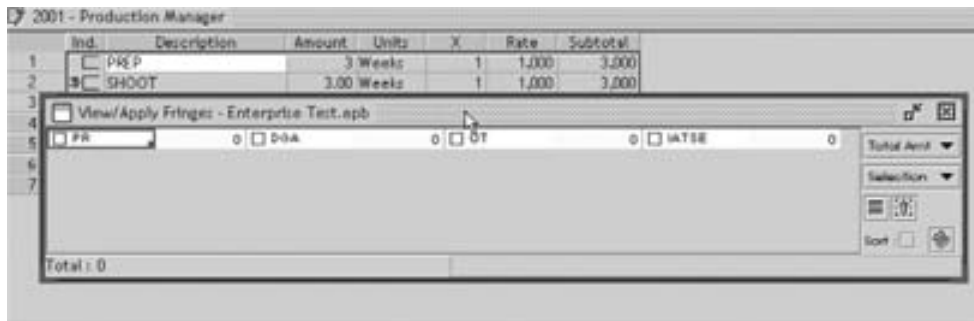 2001 - Production Manager
Ind. Description Amount Units X Rate Subtotal
1 PREP 3 Weeks 1 1,000 3,000
2 SHOOT 3.00 Weeks 1 1,000 3,000
3
View/Apply Fringes - Enterprise Test.epb
4
5 PR 0 DGA 0 OT 0 IATSE 0 Total Amt
6 Selection
7
Sort
Total : 0